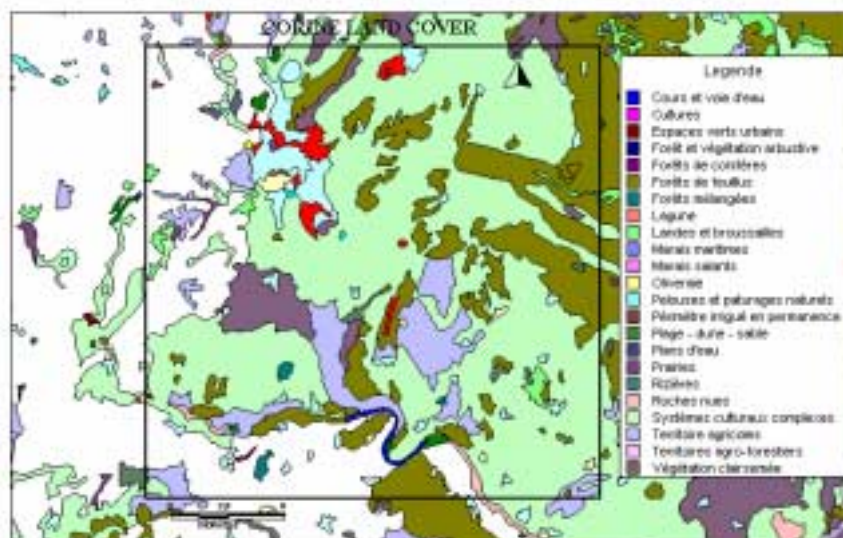 CORINE LAND COVER
Legende
Cours et voie d'eau
Cultures
Espaces verts urbains
Forêt et végétation arbustive
Forêts de conifères
Forêts de feuillus
Forêts mélangées
Lagune
Landes et broussailles
Marais maritimes
Marais salants
Oliveraie
Pelouses et paturages naturels
Périmètre irrigué en permanence
Plage - dune - sable
Plans d'eau
Prairies
Rizières
Roches nues
Systèmes culturaux complexes
Territoire agricoles
Territoires agro-forestiers
Végétation clairsemée